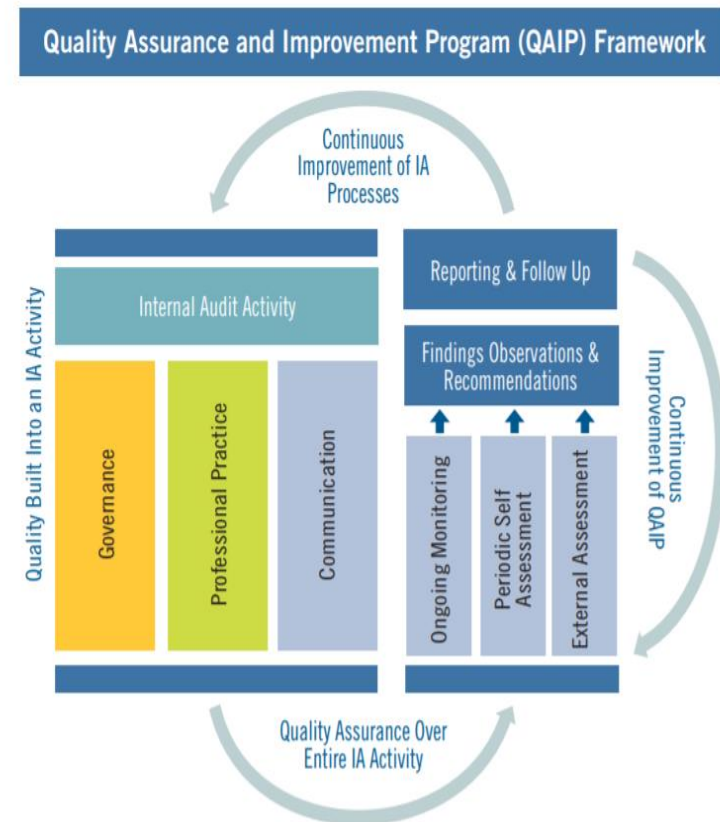 Quality Assurance and Improvement Program (QAIP) Framework
Continuous
Improvement of IA
Processes
Quality Built Into an IA Activity
Internal Audit Activity
Governance
Professional Practice
Communication
Reporting & Follow Up
Findings Observations &
Recommendations
Ongoing Monitoring
Periodic Self
Assessment
External Assessment
Continuous
Improvement of QAIP
Quality Assurance Over
Entire IA Activity